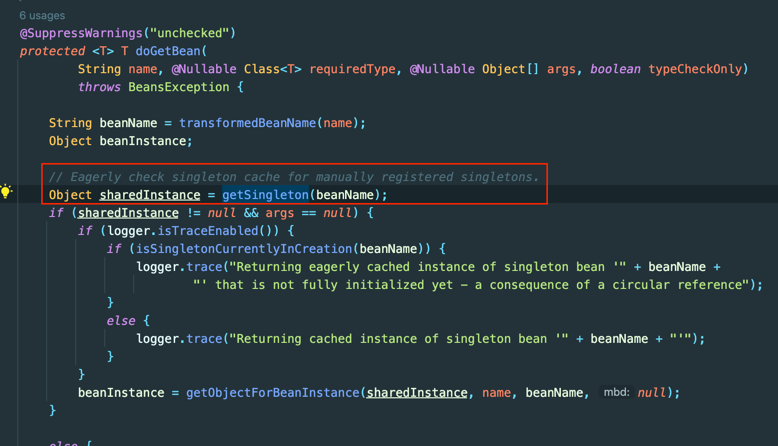 6 usages
@SuppressWarnings("unchecked")
protected <T> T doGetBean(
String name, @Nullable Class<T> requiredType, @Nullable Object[] args, boolean typeCheckOnly)
throws BeansException {
String beanName = transformedBeanName(name);
Object beanInstance;
// Eagerly check singleton cache for manually registered singletons.
Object sharedInstance = getSingleton(beanName);
if (sharedInstance != null && args == null) {
if (logger.isTraceEnabled()) {
if (isSingletonCurrentlyInCreation(beanName)) {
logger.trace("Returning eagerly cached instance of singleton bean '" + beanName +
"' that is not fully initialized yet - a consequence of a circular reference");
}
else {
logger.trace("Returning cached instance of singleton bean '" + beanName + "'");
}
}
beanInstance = getObjectForBeanInstance(sharedInstance, name, beanName, mbd: null);
}
else {